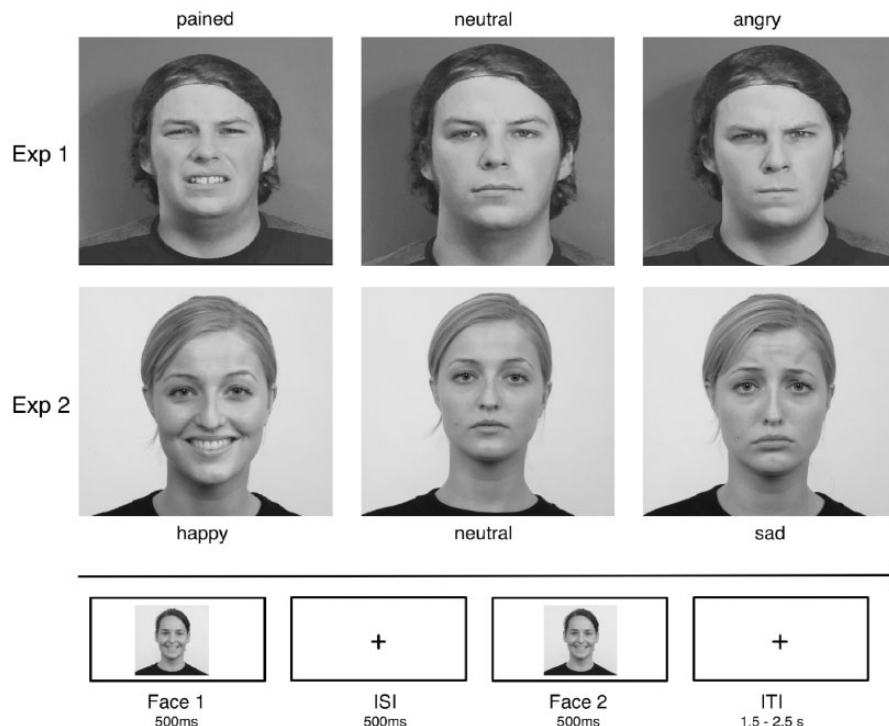 pained neutral angry
Exp 1
Exp 2
happy neutral sad
+ +
Face 1 ISI Face 2 ITI
500ms 500ms 500ms 1.5 - 2.5 s